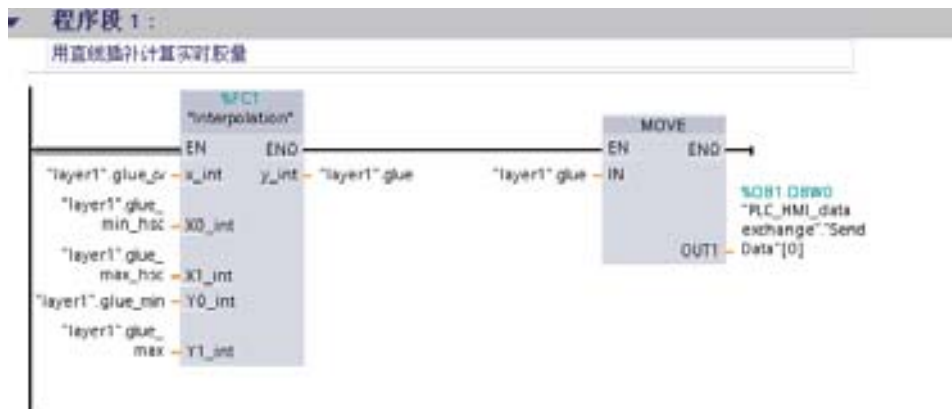 程序段 1：
用直线插补计算实时胶量
%FC1
"Interpolation"
EN ENO
"layer1".glue_cv x_int y_int "layer1".glue
"layer1".glue_
min_hsc X0_int
"layer1".glue_
max_hsc X1_int
"layer1".glue_min Y0_int
"layer1".glue_
max Y1_int
MOVE
EN ENO
"layer1".glue IN
%DB1.DBW0
"PLC_HMI_data
exchange"."Send
OUT1 Data"[0]